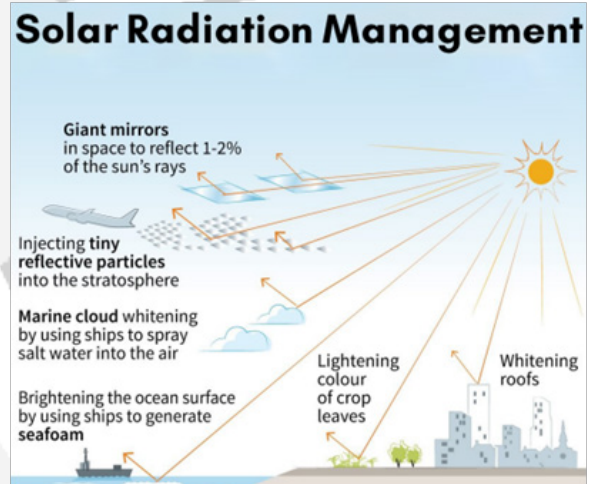 Solar Radiation Management
Giant mirrors
in space to reflect 1-2%
of the sun's rays
Injecting tiny
reflective particles
into the stratosphere
Marine cloud whitening
by using ships to spray
salt water into the air
Brightening the ocean surface
by using ships to generate
seafoam
Lightening
colour
of crop
leaves
Whitening
roofs